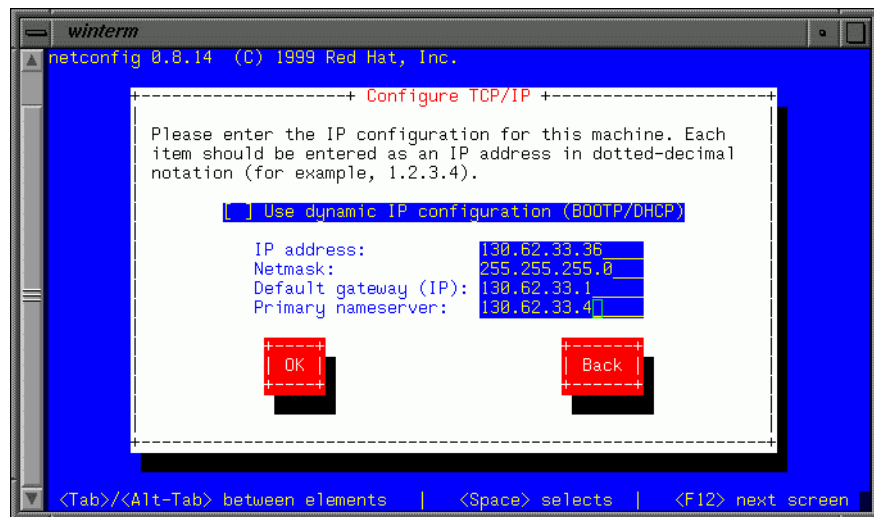 winterm
netconfig 0.8.14 (C) 1999 Red Hat, Inc.
Configure TCP/IP
Please enter the IP configuration for this machine. Each
item should be entered as an IP address in dotted-decimal
notation (for example, 1.2.3.4).
[ ] Use dynamic IP configuration (BOOTP/DHCP)
IP address: 130.62.33.36
Netmask: 255.255.255.0
Default gateway (IP): 130.62.33.1
Primary nameserver: 130.62.33.4
OK Back
<Tab>/<Alt-Tab> between elements | <Space> selects | <F12> next screen